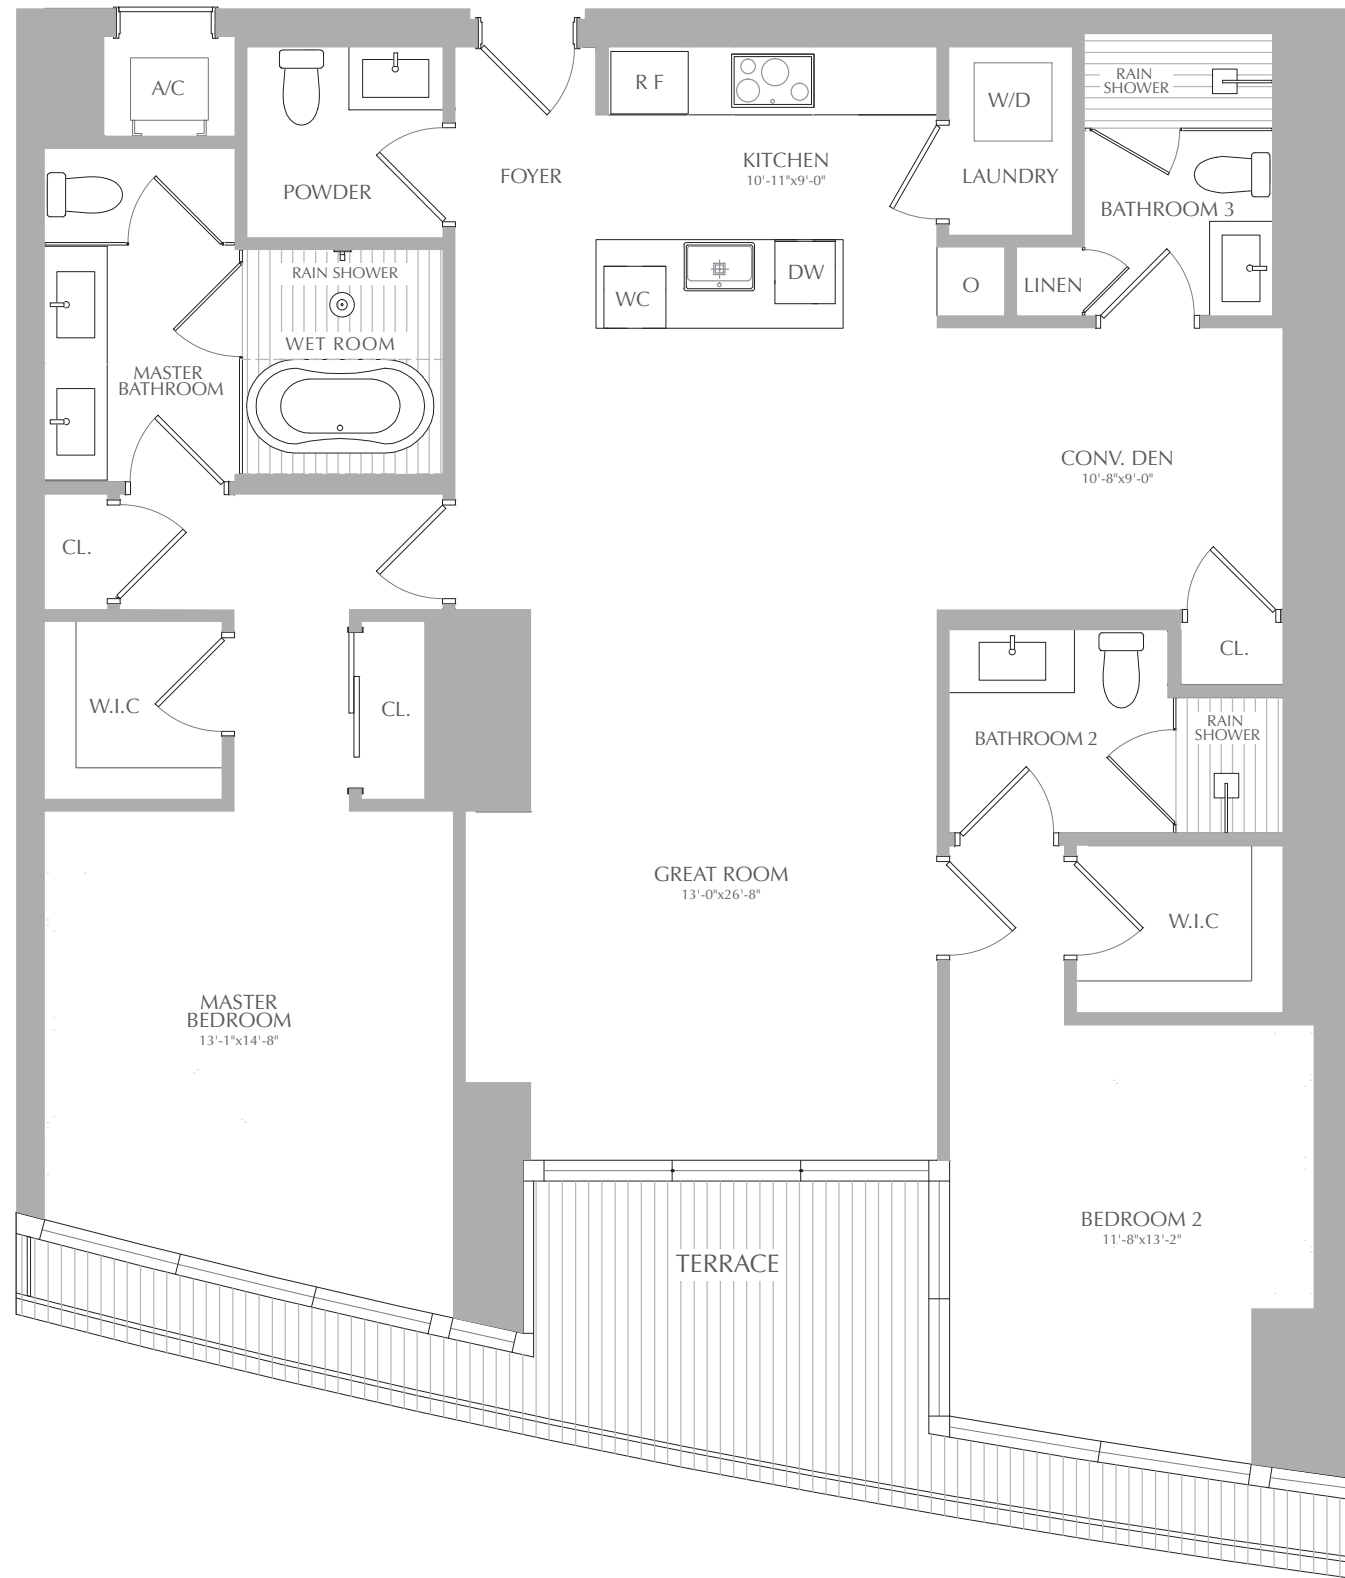 A/C
R F
W/D
RAIN
SHOWER
POWDER
FOYER
KITCHEN
10'-11"x9'-0"
LAUNDRY
BATHROOM 3
RAIN SHOWER
WC
DW
O
LINEN
WET ROOM
MASTER
BATHROOM
CONV. DEN
10'-8"x9'-0"
CL.
CL.
W.I.C
CL.
BATHROOM 2
RAIN
SHOWER
GREAT ROOM
13'-0"x26'-8"
W.I.C
MASTER
BEDROOM
13'-1"x14'-8"
BEDROOM 2
11'-8"x13'-2"
TERRACE